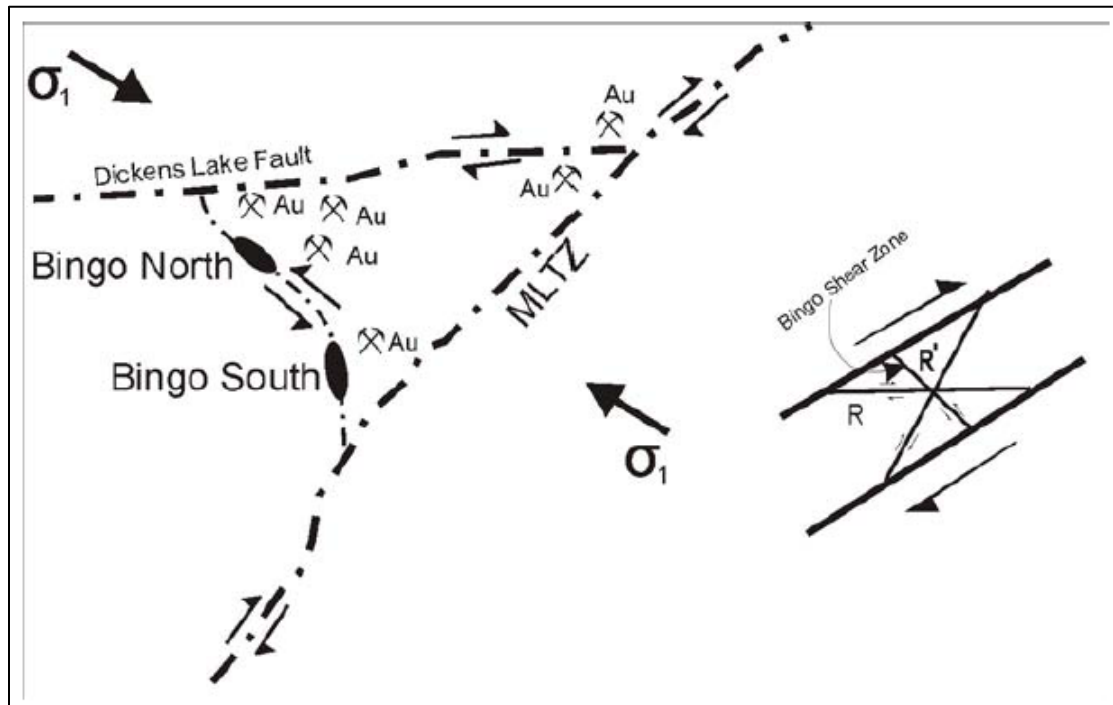 σ1
Au
Dickens Lake Fault
Au
Au
Au
Bingo North
Au
MLTZ
Bingo Shear Zone
Au
Bingo South
R'
R
σ1